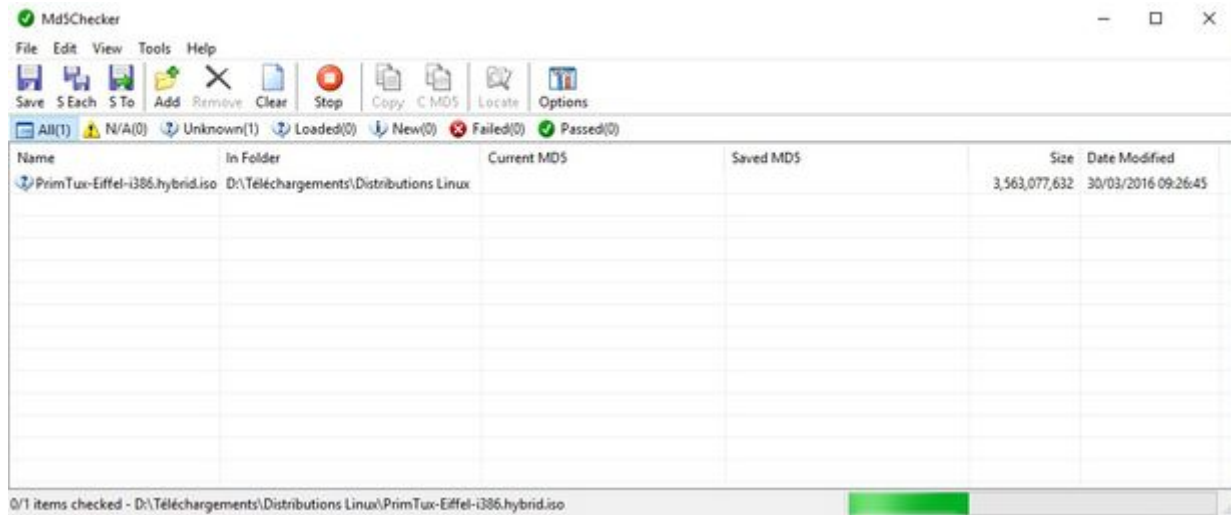 Md5Checker
File Edit View Tools Help
Save S Each S To Add Remove Clear Stop Copy C MD5 Locate Options
All(1) N/A(0) Unknown(1) Loaded(0) New(0) Failed(0) Passed(0)
Name In Folder Current MD5 Saved MD5 Size Date Modified
PrimTux-Eiffel-i386.hybrid.iso D:\Téléchargements\Distributions Linux 3,563,077,632 30/03/2016 09:26:45
0/1 items checked - D:\Téléchargements\Distributions Linux\PrimTux-Eiffel-i386.hybrid.iso